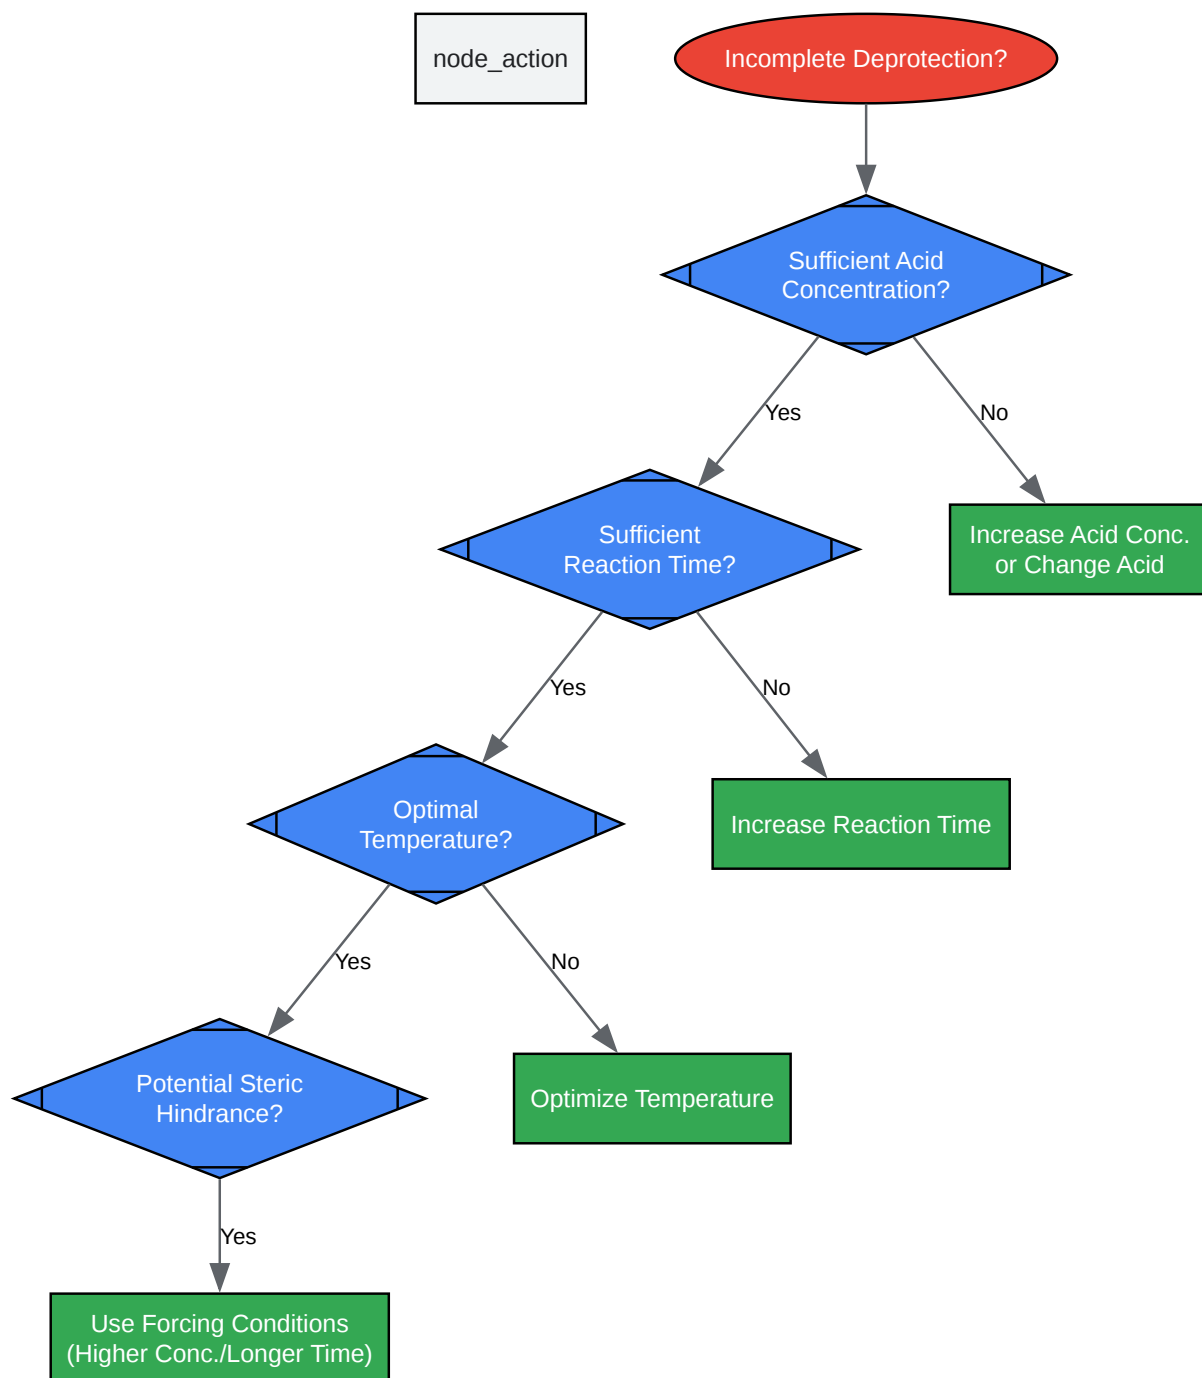 node_action
Incomplete Deprotection?
Sufficient Acid
Concentration?
Yes
No
Sufficient
Reaction Time?
Increase Acid Conc.
or Change Acid
Yes
No
Optimal
Temperature?
Increase Reaction Time
Yes
No
Potential Steric
Hindrance?
Optimize Temperature
Yes
Use Forcing Conditions
(Higher Conc./Longer Time)